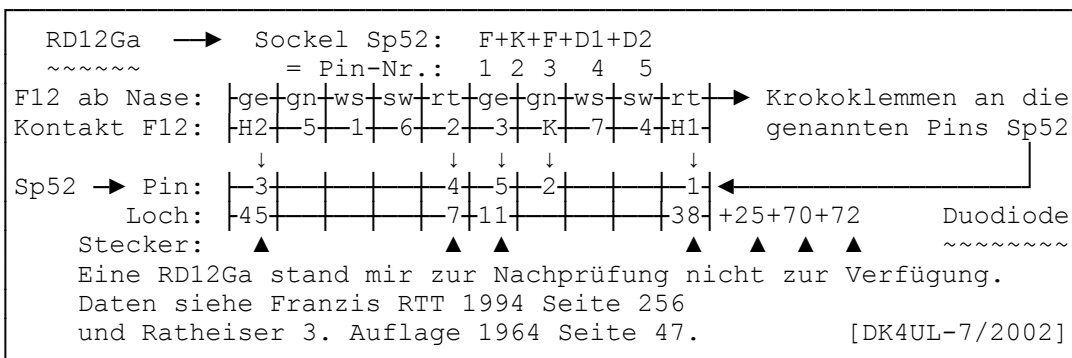 RD12Ga ──► Sockel Sp52: F+K+F+D1+D2
~~~~~~ = Pin-Nr.: 1 2 3 4 5
F12 ab Nase: ├ge┼gn┼ws┼sw┼rt┼ge┼gn┼ws┼sw┼rt┼─► Krokoklemmen an die
Kontakt F12: ├H2┼─5┼─1┼─6┼─2┼─3┼─K┼─7┼─4┼H1┤ genannten Pins Sp52
↓ ↓ ↓ ↓ ↓
Sp52 ─► Pin: ├─3┼──┼──┼──┼─4┼─5┼─2┼──┼──┼─1┤◄
Loch: ├45┼──┼──┼──┼─7┼11┼──┼──┼──┼38┤+25+70+72 Duodiode
Stecker: ▲ ▲ ▲ ▲ ▲ ▲ ▲ ~~~~~~~~
Eine RD12Ga stand mir zur Nachprüfung nicht zur Verfügung.
Daten siehe Franzis RTT 1994 Seite 256
und Ratheiser 3. Auflage 1964 Seite 47. [DK4UL-7/2002]